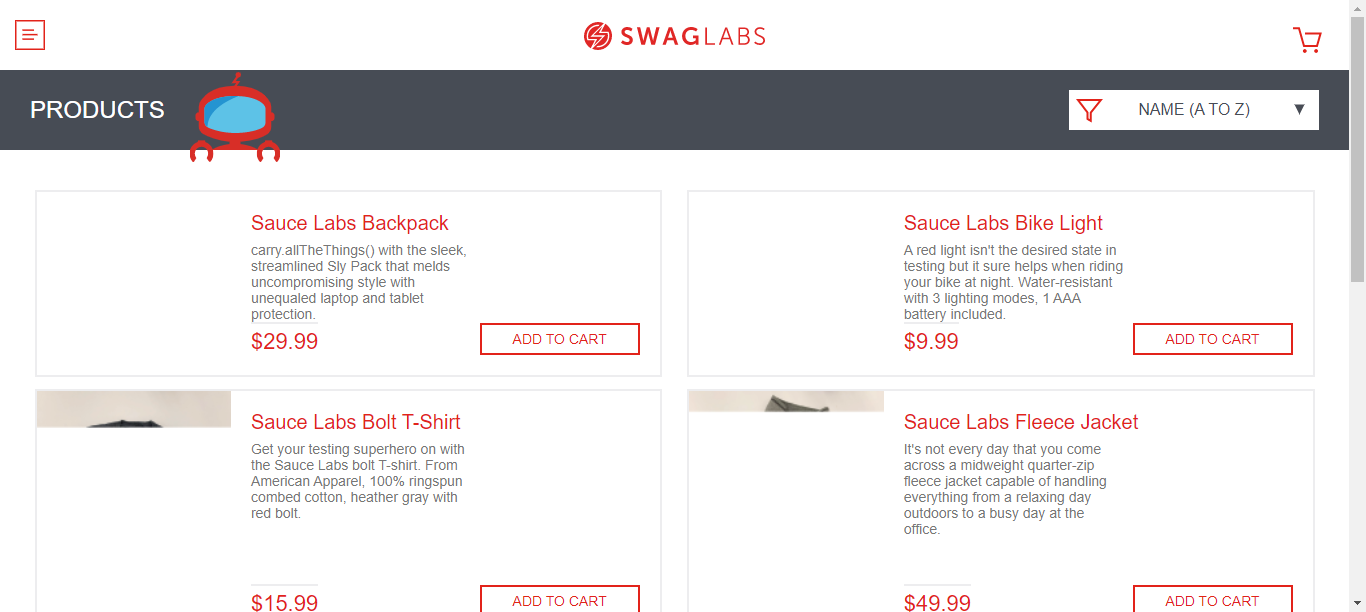 SWAGLABS
PRODUCTS
NAME (A TO Z)
Sauce Labs Backpack
carry.allTheThings() with the sleek,
streamlined Sly Pack that melds
uncompromising style with
unequaled laptop and tablet
protection.
$29.99
ADD TO CART
Sauce Labs Bike Light
A red light isn't the desired state in
testing but it sure helps when riding
your bike at night. Water-resistant
with 3 lighting modes, 1 AAA
battery included.
$9.99
ADD TO CART
Sauce Labs Bolt T-Shirt
Get your testing superhero on with
the Sauce Labs bolt T-shirt. From
American Apparel, 100% ringspun
combed cotton, heather gray with
red bolt.
$15.99
ADD TO CART
Sauce Labs Fleece Jacket
It's not every day that you come
across a midweight quarter-zip
fleece jacket capable of handling
everything from a relaxing day
outdoors to a busy day at the
office.
$49.99
ADD TO CART